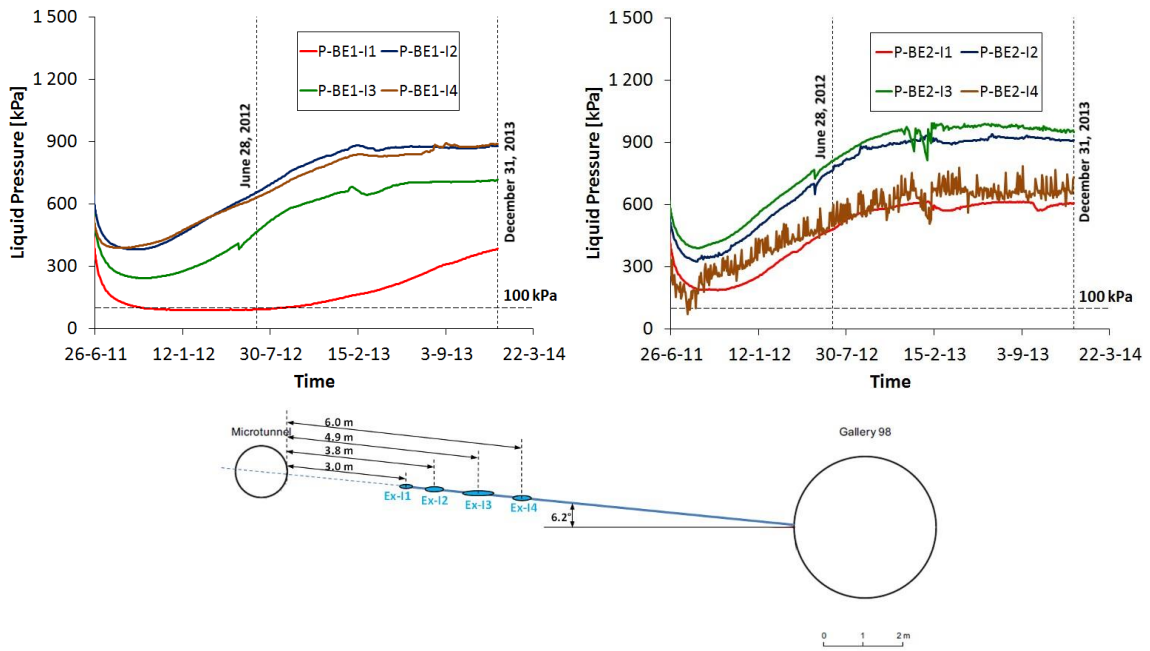 1 500
1 200
900
600
300
0
Liquid Pressure [kPa]
P-BE1-I1 P-BE1-I2
P-BE1-I3 P-BE1-I4
June 28, 2012
December 31, 2013
100 kPa
26-6-11 12-1-12 30-7-12 15-2-13 3-9-13 22-3-14
Time
1 500
1 200
900
600
300
0
Liquid Pressure [kPa]
P-BE2-I1 P-BE2-I2
P-BE2-I3 P-BE2-I4
June 28, 2012
December 31, 2013
100 kPa
26-6-11 12-1-12 30-7-12 15-2-13 3-9-13 22-3-14
Time
Microtunnel
6.0 m
4.9 m
3.8 m
3.0 m
Ex-I1 Ex-I2 Ex-I3 Ex-I4
6.2°
Gallery 98
0 1 2 m